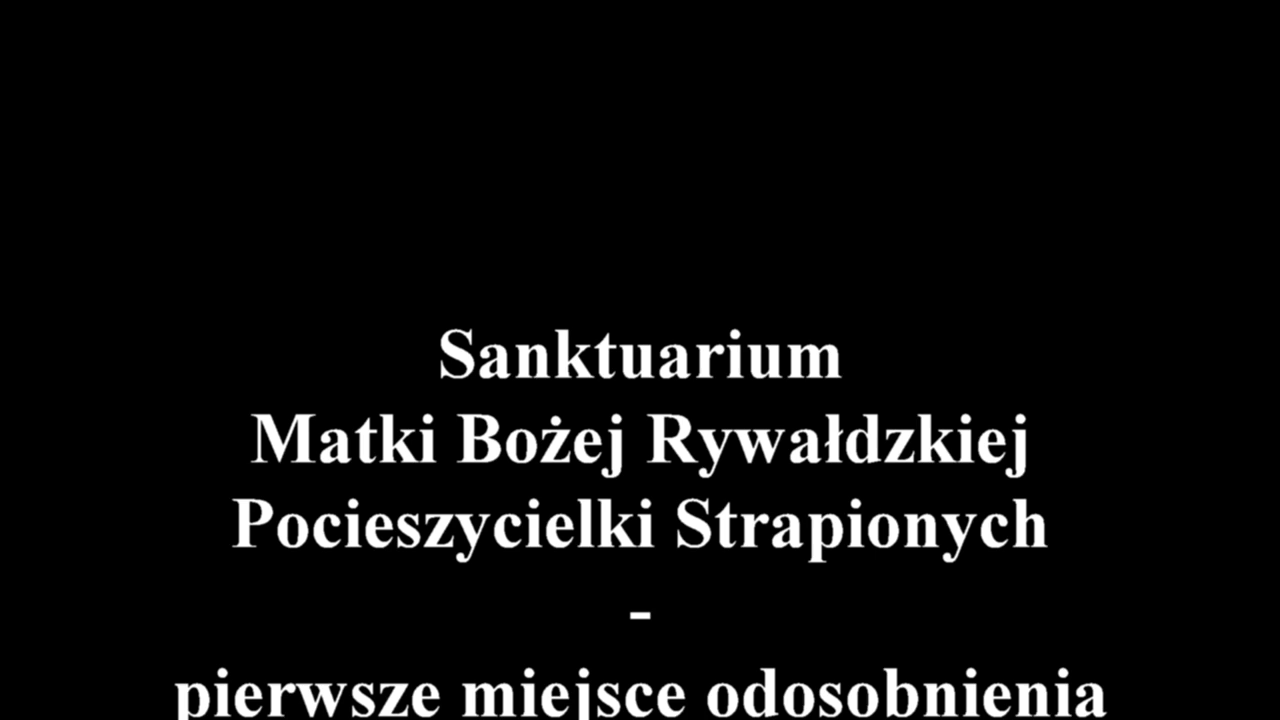 Sanktuarium
Matki Bożej Rywałdzkiej
Pocieszycielki Strapionych
-
pierwsze miejsce odosobnienia